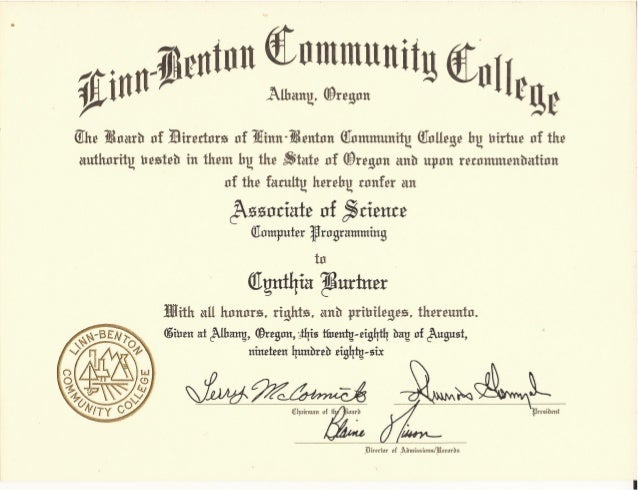 Linn-Benton Community College
Albany, Oregon
The Board of Directors of Linn-Benton Community College by virtue of the
authority vested in them by the State of Oregon and upon recommendation
of the faculty hereby confer an
Associate of Science
Computer Programming
to
Cynthia Burtner
With all honors, rights, and privileges, thereunto.
Given at Albany, Oregon, this twenty-eighth day of August,
nineteen hundred eighty-six
LINN-BENTON
COMMUNITY COLLEGE
Jerry McCormick
Chairman of the Board
President
Blaine Nisson
Director of Admissions/Records